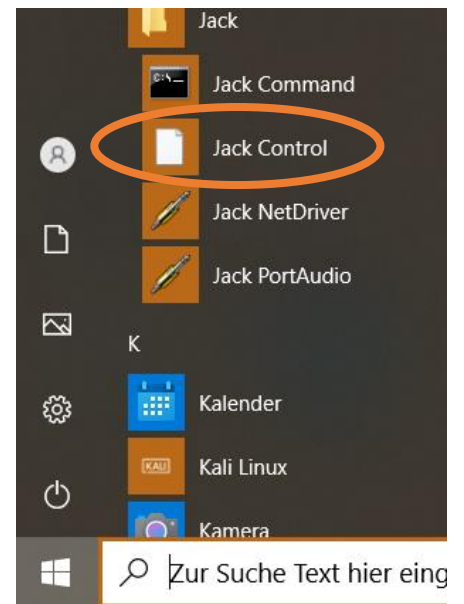 Jack
Jack Command
Jack Control
Jack NetDriver
Jack PortAudio
K
Kalender
KALI
Kali Linux
Kamera
Zur Suche Text hier eing